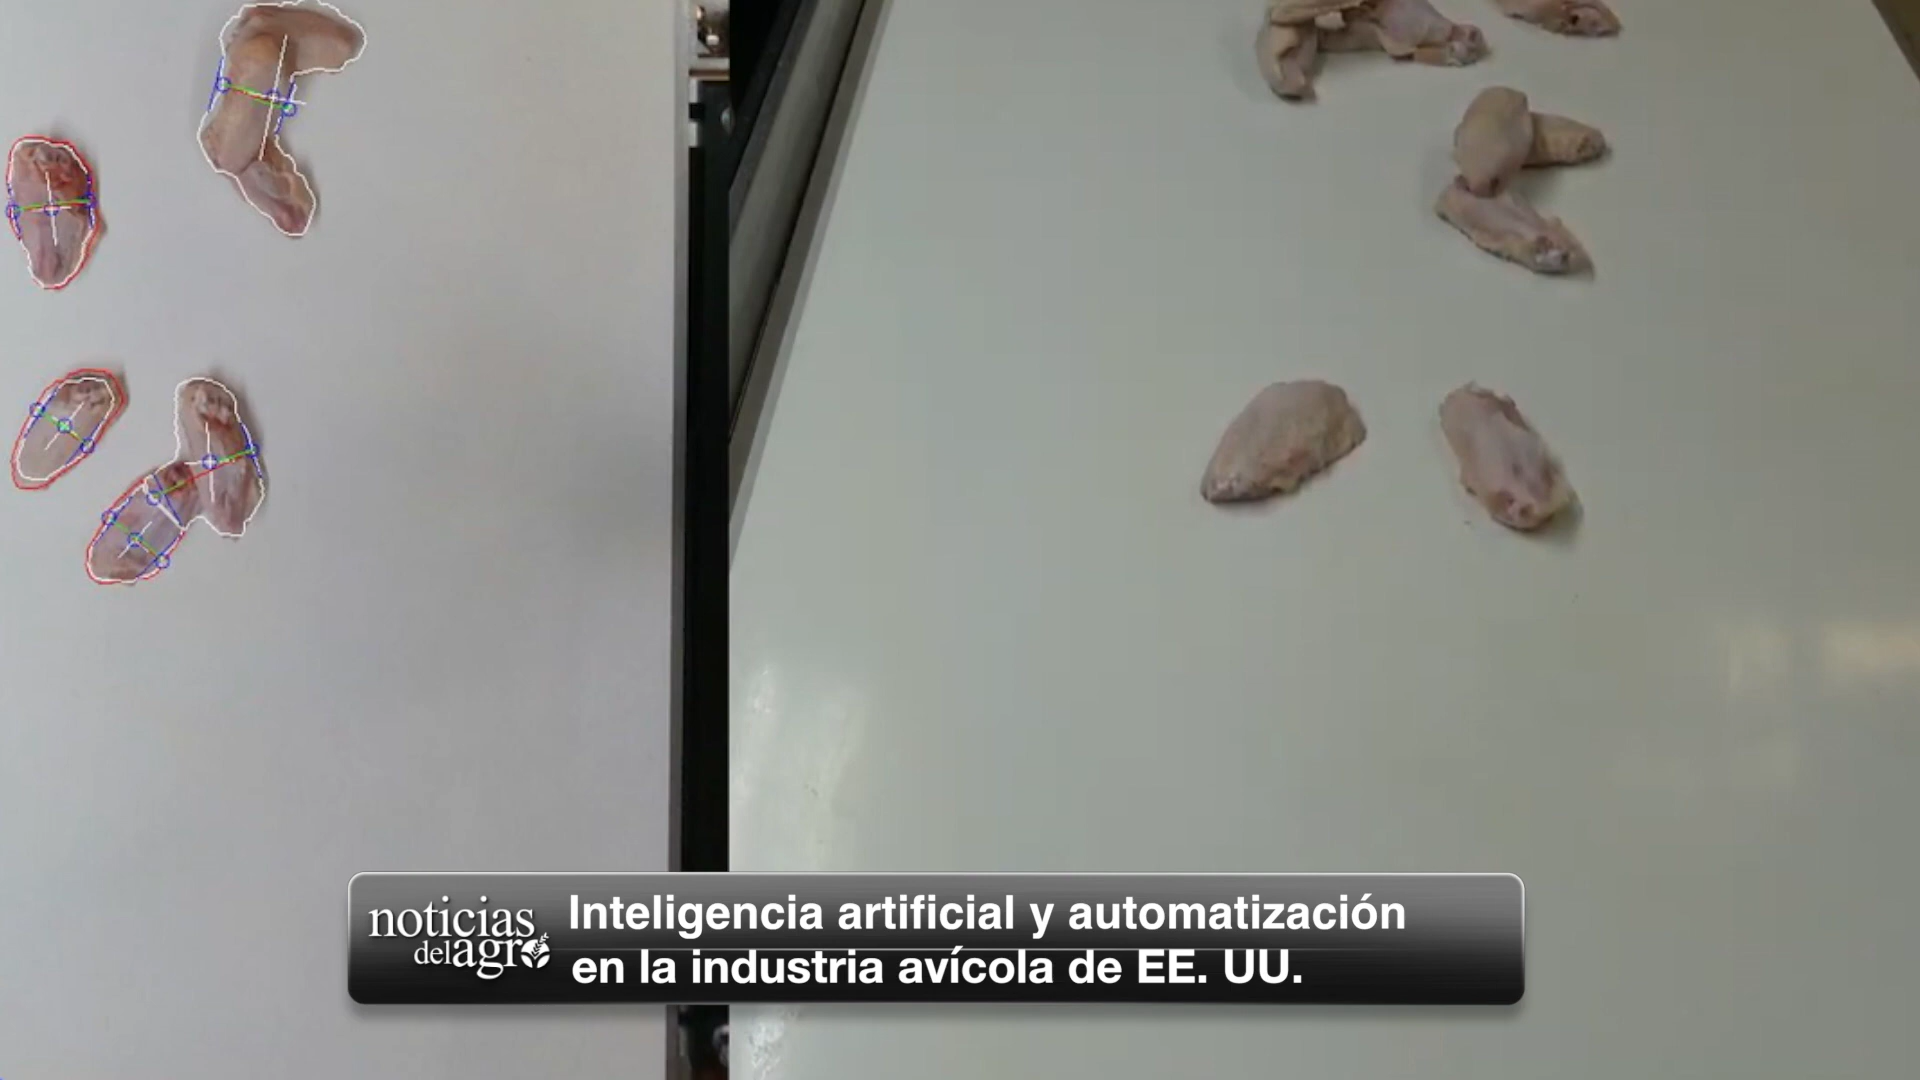 noticias
delagro
Inteligencia artificial y automatización
en la industria avícola de EE. UU.